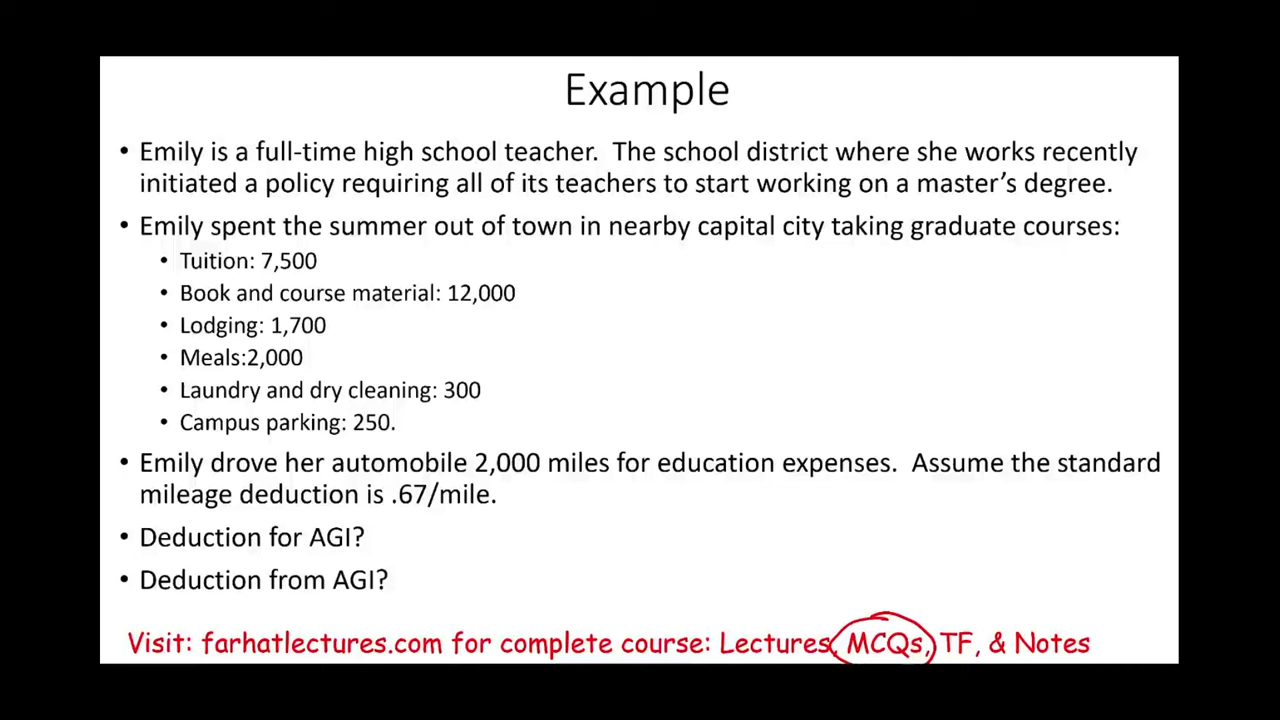 Example
• Emily is a full-time high school teacher. The school district where she works recently
initiated a policy requiring all of its teachers to start working on a master's degree.
• Emily spent the summer out of town in nearby capital city taking graduate courses:
• Tuition: 7,500
• Book and course material: 12,000
• Lodging: 1,700
• Meals:2,000
• Laundry and dry cleaning: 300
• Campus parking: 250.
• Emily drove her automobile 2,000 miles for education expenses. Assume the standard
mileage deduction is .67/mile.
• Deduction for AGI?
• Deduction from AGI?
Visit: farhatlectures.com for complete course: Lectures, MCQs, TF, & Notes